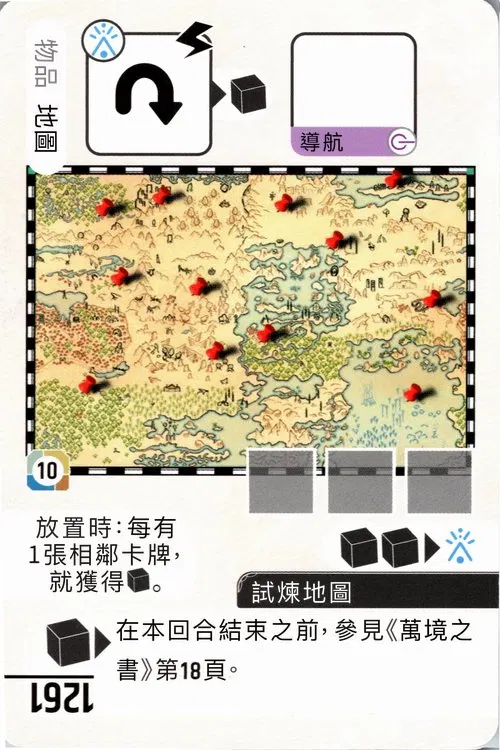 物品 地圖
導航
10
放置時：每有
1張相鄰卡牌，
就獲得。
試煉地圖
在本回合結束之前，參見《萬境之
書》第18頁。
1261